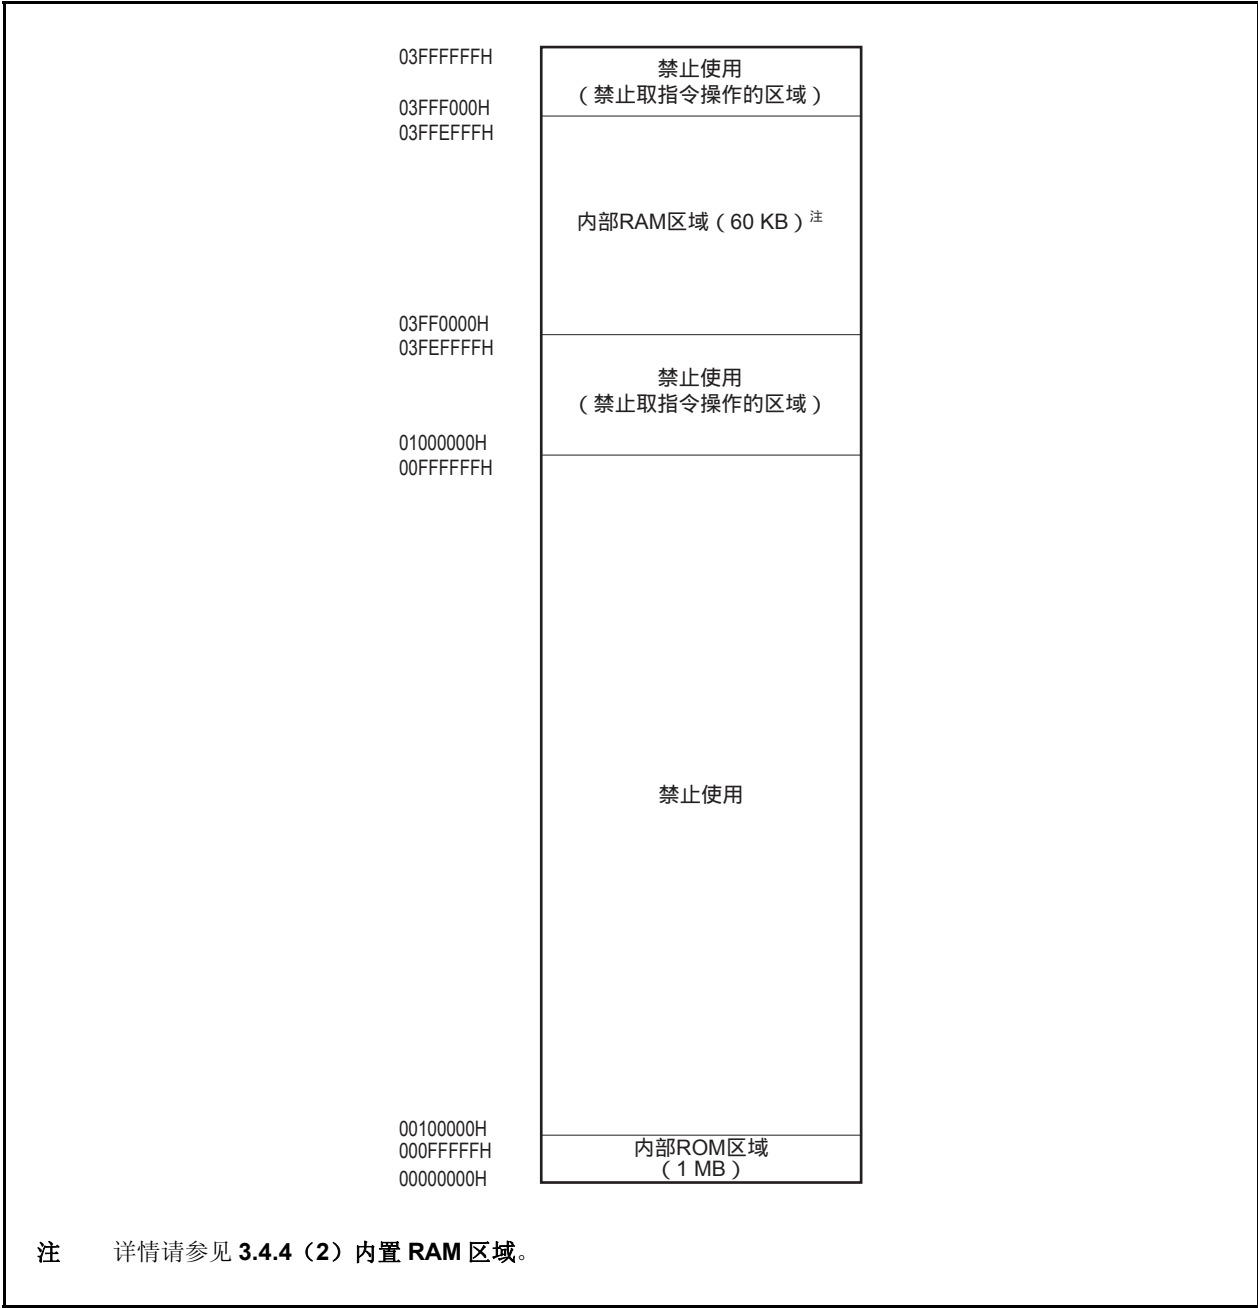 03FFFFFFH
禁止使用
（禁止取指令操作的区域）
03FFF000H
03FFEFFFH
内部RAM区域（60 KB）注
03FF0000H
03FEFFFFH
禁止使用
（禁止取指令操作的区域）
01000000H
00FFFFFFH
禁止使用
00100000H
000FFFFFH
内部ROM区域
（1 MB）
00000000H
注 详情请参见 3.4.4（2）内置 RAM 区域。